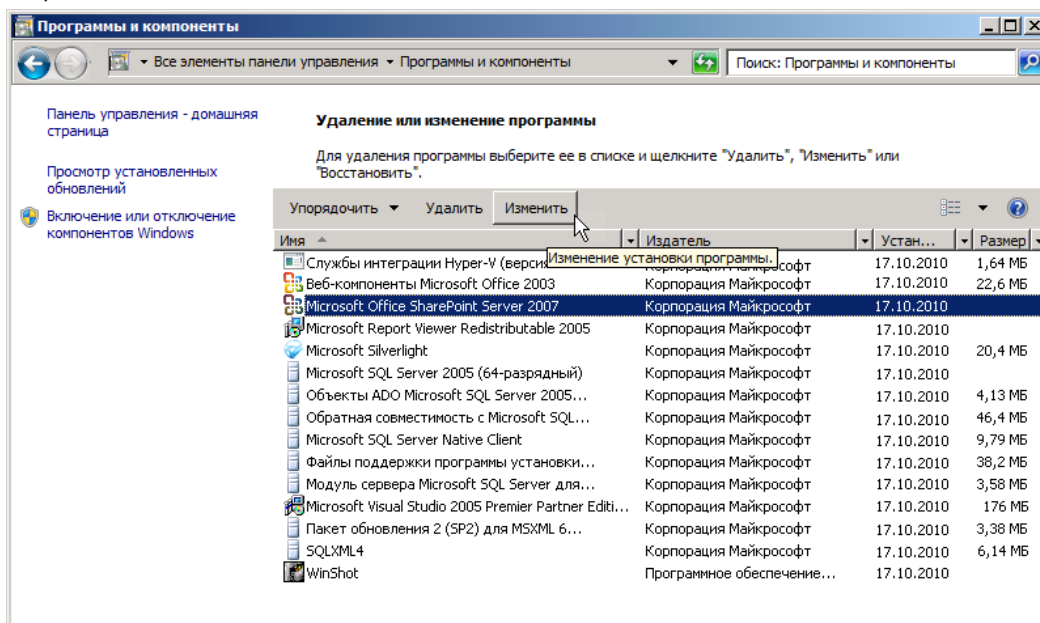 Программы и компоненты
Все элементы панели управления Программы и компоненты Поиск: Программы и компоненты
Панель управления - домашняя
страница
Просмотр установленных
обновлений
Включение или отключение
компонентов Windows
Удаление или изменение программы
Для удаления программы выберите ее в списке и щелкните "Удалить", "Изменить" или
"Восстановить".
Упорядочить Удалить Изменить
Имя Издатель Устан... Размер
Изменение установки программы.
Службы интеграции Hyper-V 17.10.2010 1,64 МБ
Веб-компоненты Microsoft Office 2003 Корпорация Майкрософт 17.10.2010 22,6 МБ
Microsoft Office SharePoint Server 2007 Корпорация Майкрософт 17.10.2010
Microsoft Report Viewer Redistributable 2005 Корпорация Майкрософт 17.10.2010
Microsoft Silverlight Корпорация Майкрософт 17.10.2010 20,4 МБ
Microsoft SQL Server 2005 (64-разрядный) Корпорация Майкрософт 17.10.2010
Объекты ADO Microsoft SQL Server 2005... Корпорация Майкрософт 17.10.2010 4,13 МБ
Обратная совместимость с Microsoft SQL... Корпорация Майкрософт 17.10.2010 46,4 МБ
Microsoft SQL Server Native Client Корпорация Майкрософт 17.10.2010 9,79 МБ
Файлы поддержки программы установки... Корпорация Майкрософт 17.10.2010 38,2 МБ
Модуль сервера Microsoft SQL Server для... Корпорация Майкрософт 17.10.2010 3,58 МБ
Microsoft Visual Studio 2005 Premier Partner Editi... Корпорация Майкрософт 17.10.2010 176 МБ
Пакет обновления 2 (SP2) для MSXML 6... Корпорация Майкрософт 17.10.2010 3,38 МБ
SQLXML4 Корпорация Майкрософт 17.10.2010 6,14 МБ
WinShot Программное обеспечение... 17.10.2010